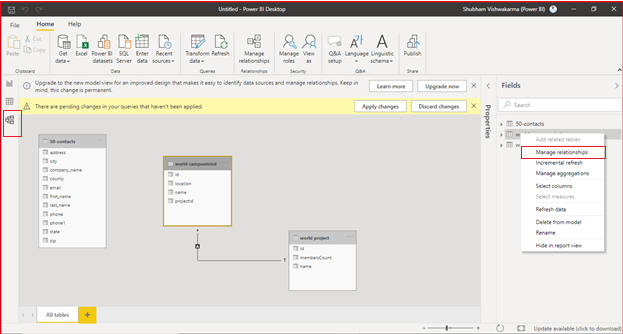 Untitled - Power BI Desktop
Shubham Vishwakarma (Power BI)
File Home Help
Paste
Cut
Copy
Get data
Excel
Power BI datasets
SQL Server
Enter data
Recent sources
Transform data
Refresh
Manage relationships
Manage roles
View as
Q&A setup
Language
Linguistic schema
Publish
Clipboard
Data
Queries
Relationships
Security
Q&A
Share
Upgrade to the new model view for an improved design that makes it easy to identify data sources and manage relationships. Keep in
mind, this change is permanent.
Learn more
Upgrade now
There are pending changes in your queries that haven't been applied.
Apply changes
Discard changes
50-contacts
address
city
company_name
county
email
first_name
last_name
phone
phone1
state
zip
id
location
name
projectId
*
1
world project
id
membersCount
name
All tables
Properties
Fields
Search
50-contacts
Add related tables
Manage relationships
Incremental refresh
Manage aggregations
Select columns
Select measures
Refresh data
Delete from model
Rename
Hide in report view
Update available (click to download)